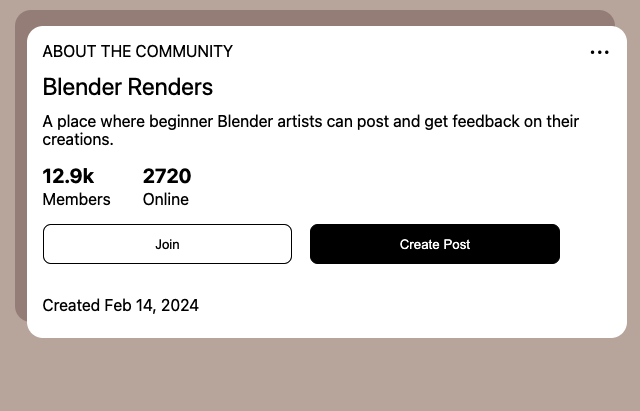 ABOUT THE COMMUNITY
Blender Renders
A place where beginner Blender artists can post and get feedback on their
creations.
12.9k 2720
Members Online
Join Create Post
Created Feb 14, 2024